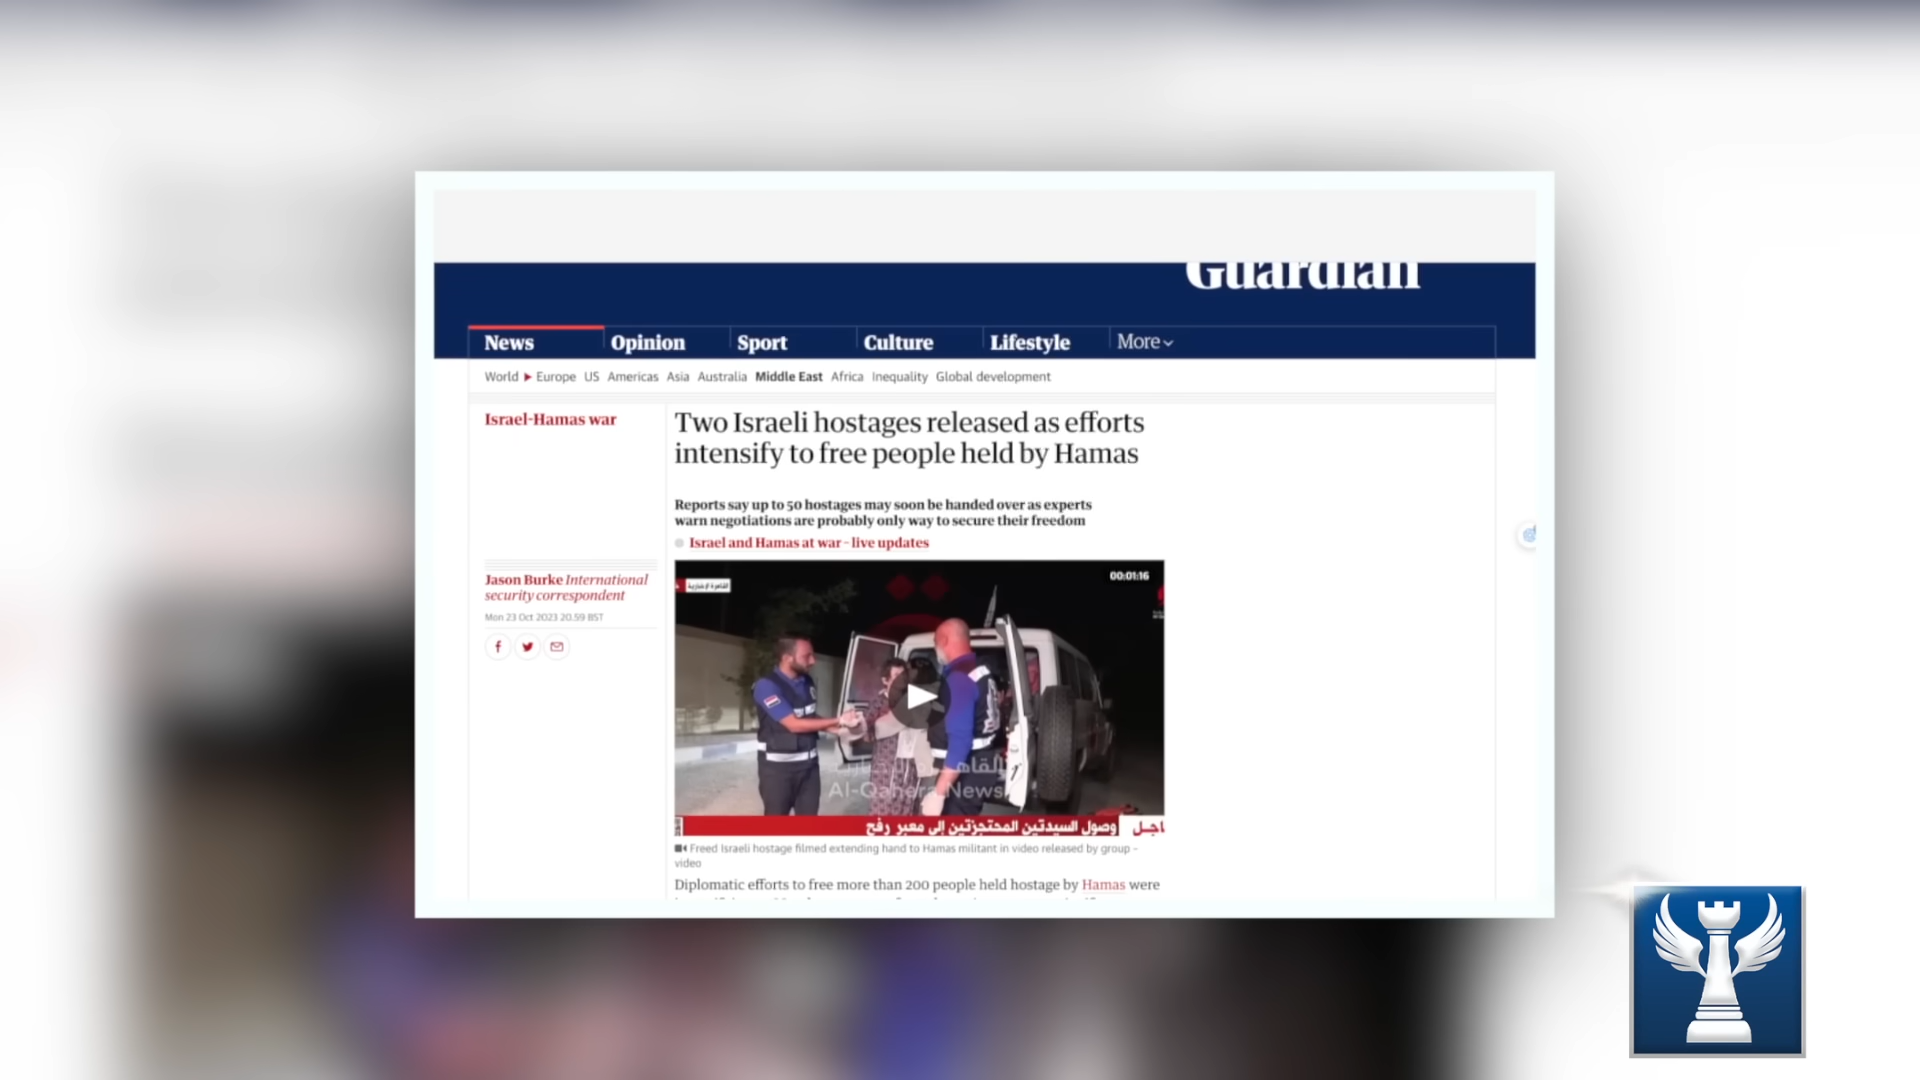 Guardian
News
Opinion
Sport
Culture
Lifestyle
More
World
Europe
US
Americas
Asia
Australia
Middle East
Africa
Inequality
Global development
Israel-Hamas war
Two Israeli hostages released as efforts
intensify to free people held by Hamas
Reports say up to 50 hostages may soon be handed over as experts
warn negotiations are probably only way to secure their freedom
Israel and Hamas at war – live updates
Jason Burke International
security correspondent
Mon 23 Oct 2023 20.59 BST
00:01:16
القاهرة الإخبارية
Al-Qahera News
وصول السيدتين المحتجزتين إلى معبر رفح
Freed Israeli hostage filmed extending hand to Hamas militant in video released by group –
video
Diplomatic efforts to free more than 200 people held hostage by Hamas were